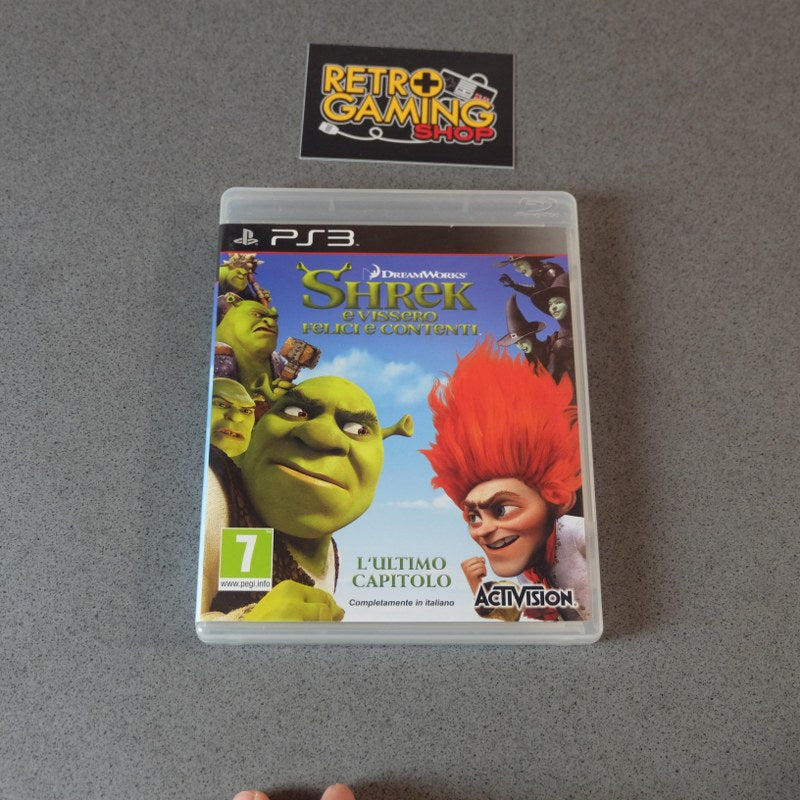 RETRO
GAMING
SHOP
PS3
DREAMWORKS
SHREK
E VISSERO
FELICI E CONTENTI
7
www.pegi.info
L'ULTIMO
CAPITOLO
Completamente in italiano
ACTIVISION